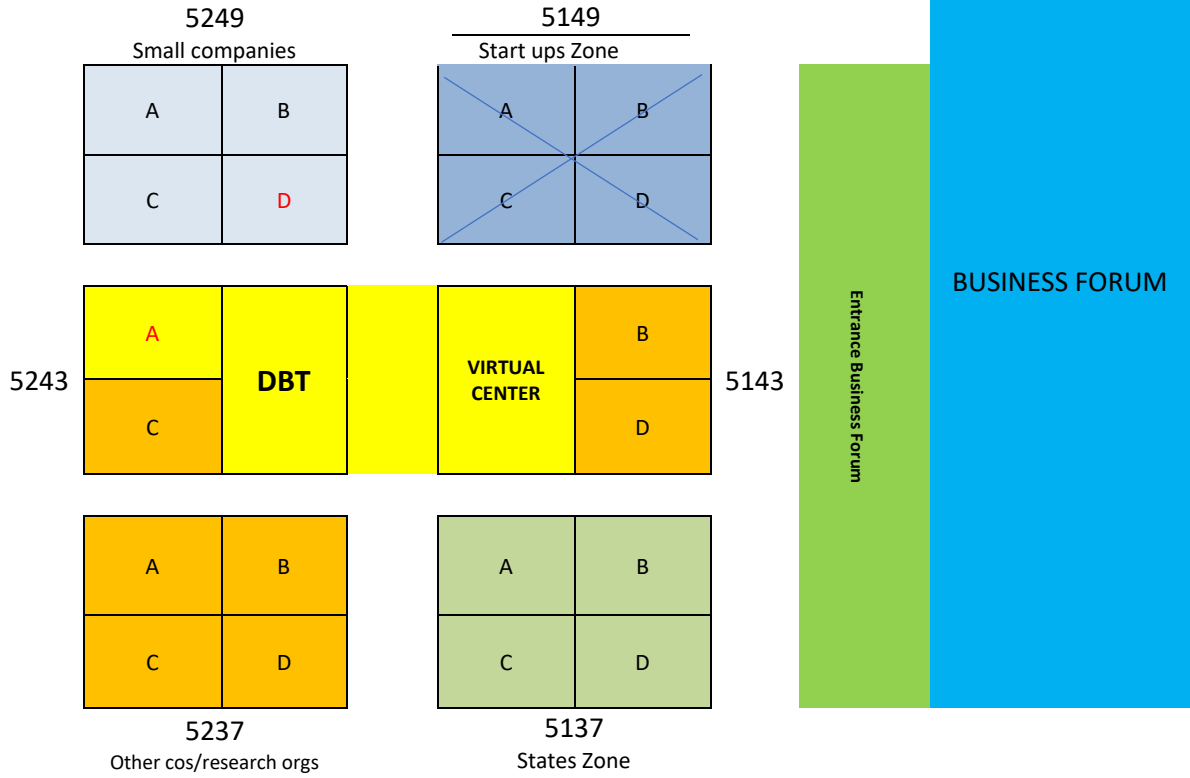 5249
Small companies
5149
Start ups Zone
A
B
A
B
C
D
C
D
BUSINESS FORUM
Entrance Business Forum
5243
A
C
DBT
VIRTUAL
CENTER
B
D
5143
A
B
A
B
C
D
C
D
5237
Other cos/research orgs
5137
States Zone